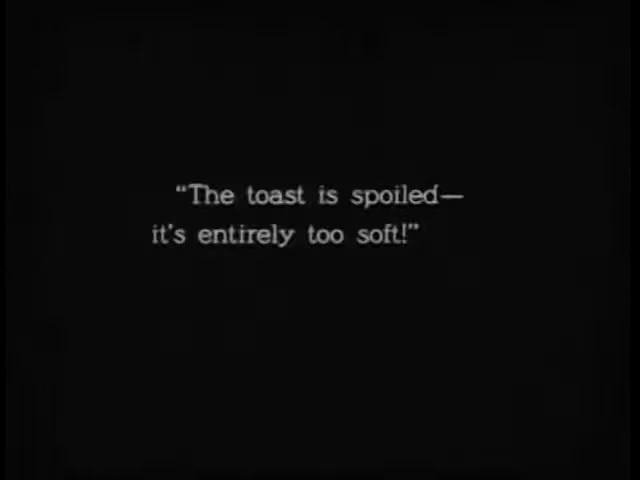 “The toast is spoiled—
it's entirely too soft!”